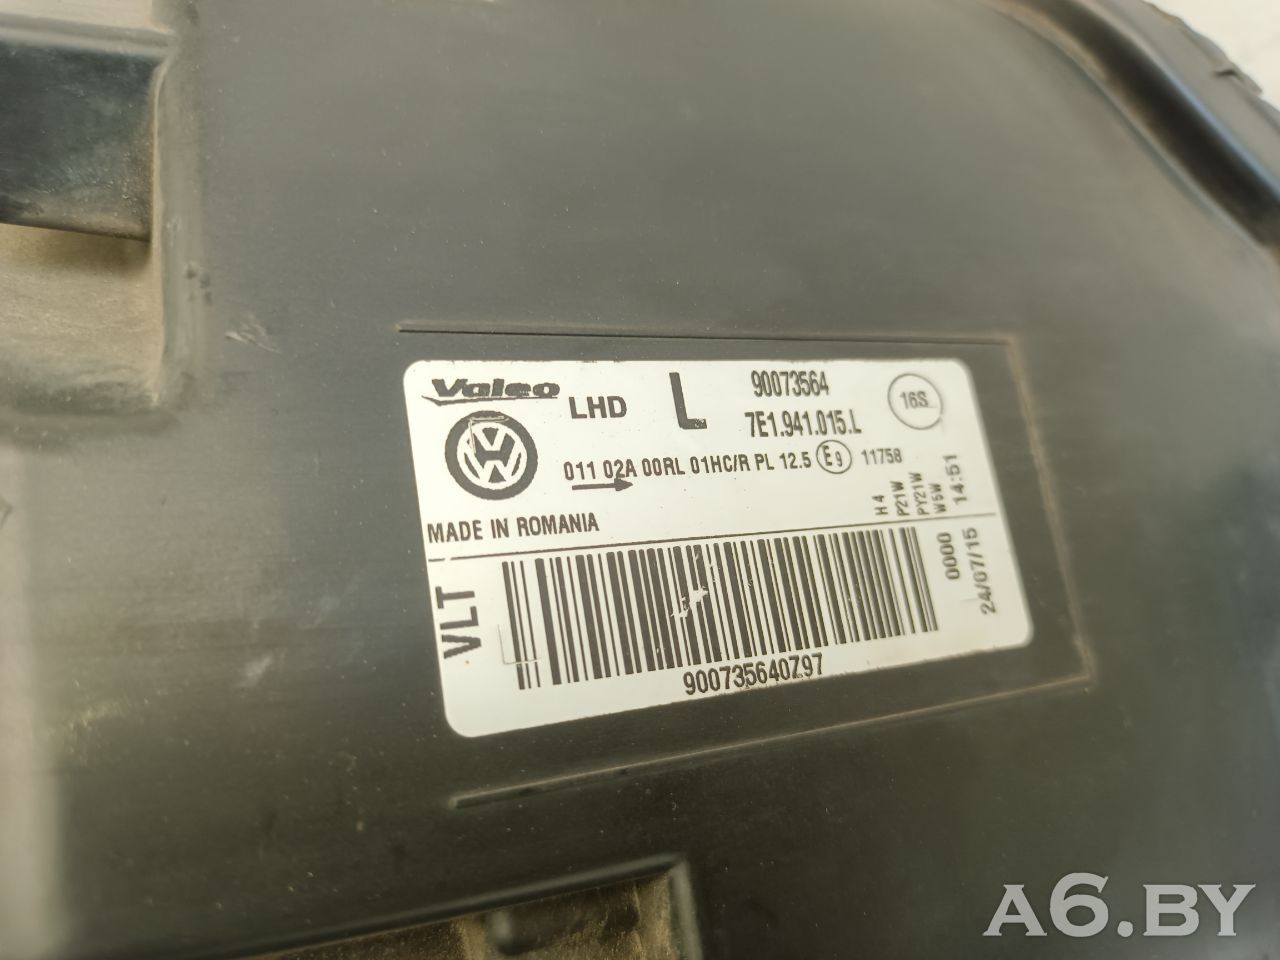 Valeo LHD L 90073564 16S
7E1.941.015.L
011 02A 00RL 01HC/R PL 12.5 E9 11758
MADE IN ROMANIA
H4
P21W
PY21W
W5W
14:51
VLT
0000
24/07/15
900735640Z97
A6.BY